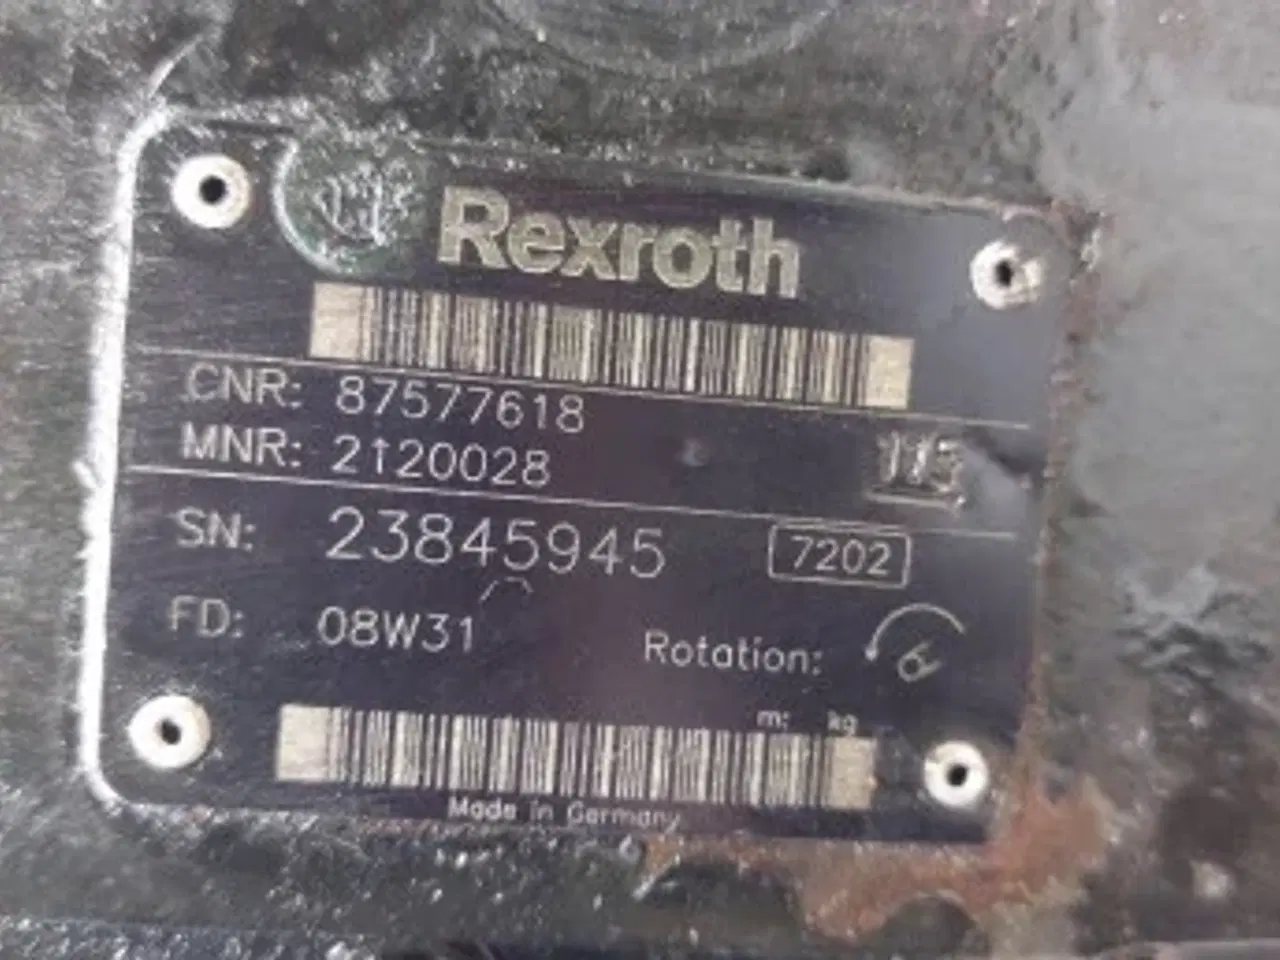 Rexroth
CNR: 87577618
MNR: 2120028
SN: 23845945 7202
FD: 08W31 Rotation:
m: kg
Made in Germany